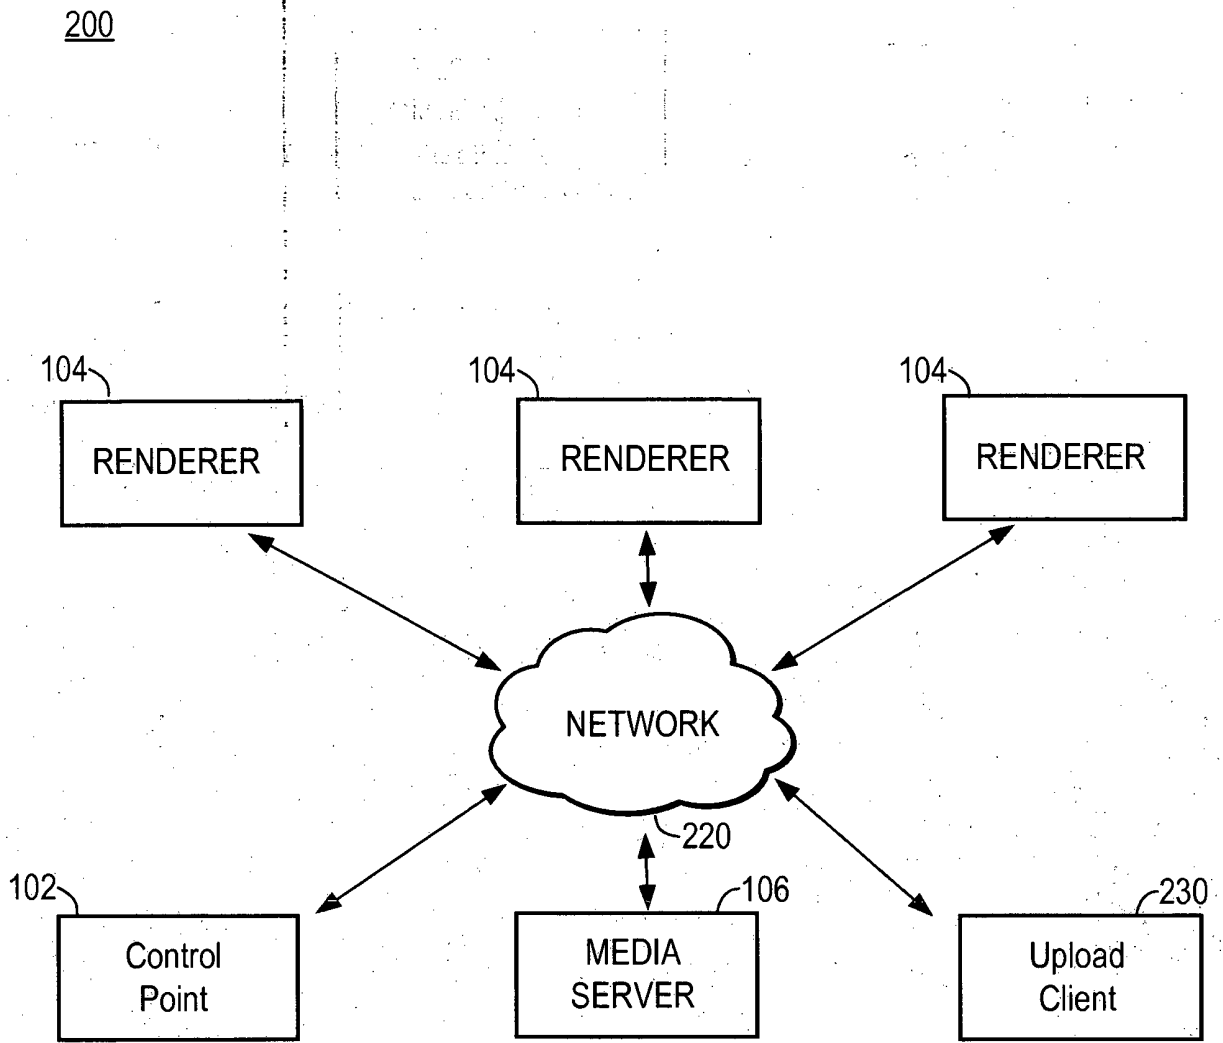 200
104
104
104
RENDERER
RENDERER
RENDERER
NETWORK
220
102
106
230
Control
Point
MEDIA
SERVER
Upload
Client